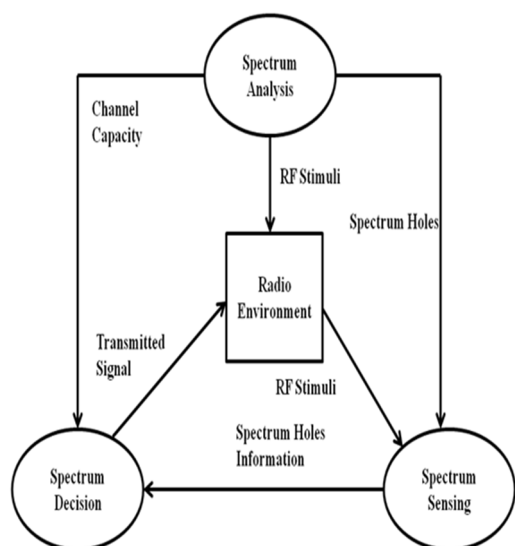 Spectrum
Analysis
Channel
Capacity
RF Stimuli
Spectrum Holes
Radio
Environment
Transmitted
Signal
RF Stimuli
Spectrum Holes
Information
Spectrum
Decision
Spectrum
Sensing